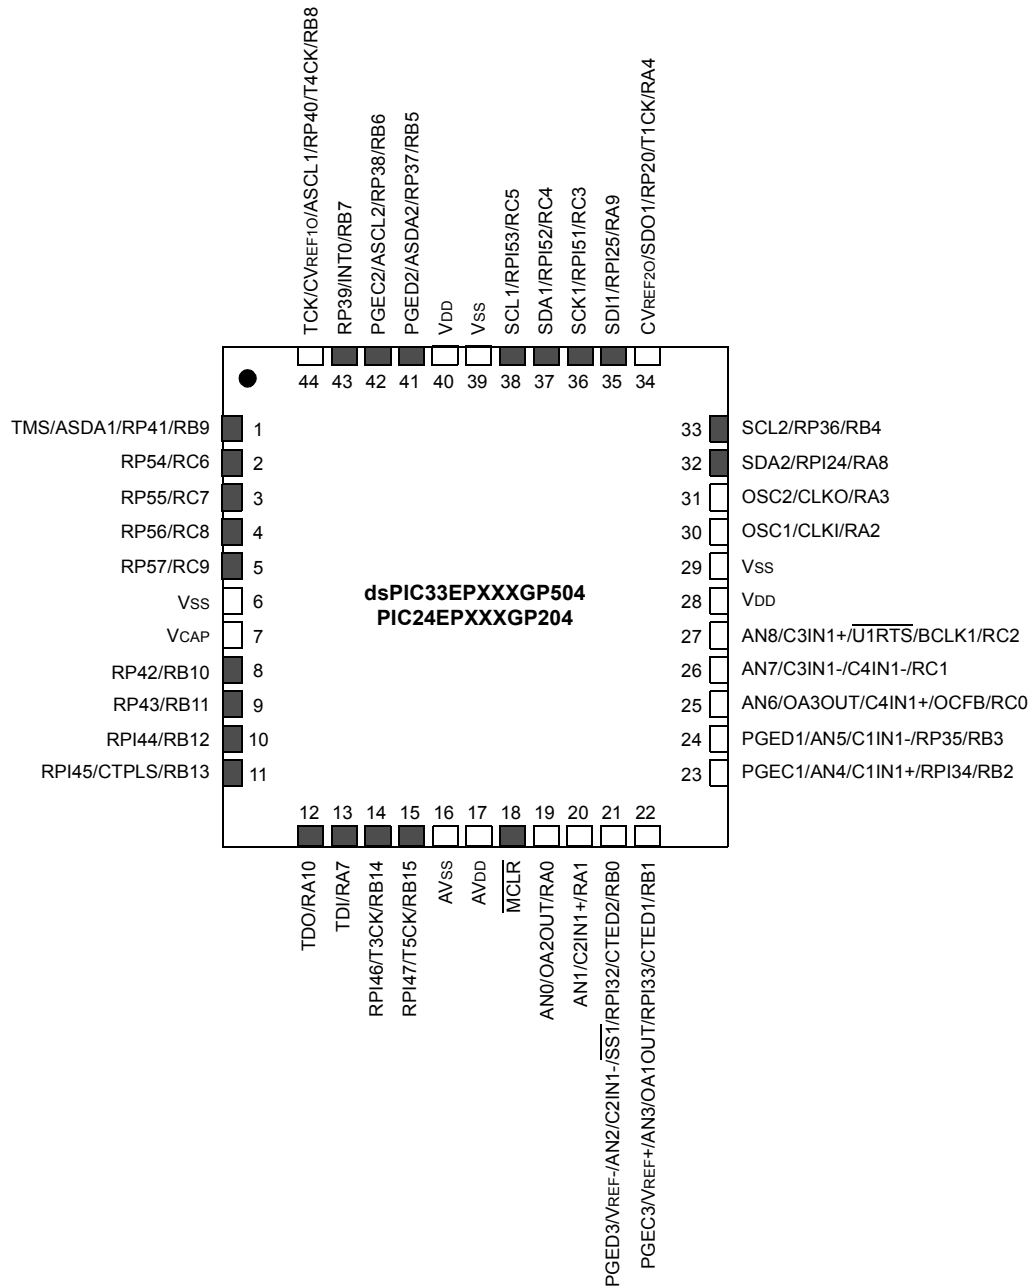 TCK/CVREF1O/ASCL1/RP40/T4CK/RB8
RP39/INT0/RB7
PGEC2/ASCL2/RP38/RB6
PGED2/ASDA2/RP37/RB5
VDD
VSS
SCL1/RPI53/RC5
SDA1/RPI52/RC4
SCK1/RPI51/RC3
SDI1/RPI25/RA9
CVREF2O/SDO1/RP20/T1CK/RA4
44 43 42 41 40 39 38 37 36 35 34
TMS/ASDA1/RP41/RB9 1
RP54/RC6 2
RP55/RC7 3
RP56/RC8 4
RP57/RC9 5
VSS 6
VCAP 7
RP42/RB10 8
RP43/RB11 9
RPI44/RB12 10
RPI45/CTPLS/RB13 11
dsPIC33EPXXXGP504
PIC24EPXXXGP204
33 SCL2/RP36/RB4
32 SDA2/RPI24/RA8
31 OSC2/CLKO/RA3
30 OSC1/CLKI/RA2
29 VSS
28 VDD
27 AN8/C3IN1+/U1RTS/BCLK1/RC2
26 AN7/C3IN1-/C4IN1-/RC1
25 AN6/OA3OUT/C4IN1+/OCFB/RC0
24 PGED1/AN5/C1IN1-/RP35/RB3
23 PGEC1/AN4/C1IN1+/RPI34/RB2
12 13 14 15 16 17 18 19 20 21 22
TDO/RA10
TDI/RA7
RPI46/T3CK/RB14
RPI47/T5CK/RB15
AVSS
AVDD
MCLR
AN0/OA2OUT/RA0
AN1/C2IN1+/RA1
PGED3/VREF-/AN2/C2IN1-/SS1/RPI32/CTED2/RB0
PGEC3/VREF+/AN3/OA1OUT/RPI33/CTED1/RB1